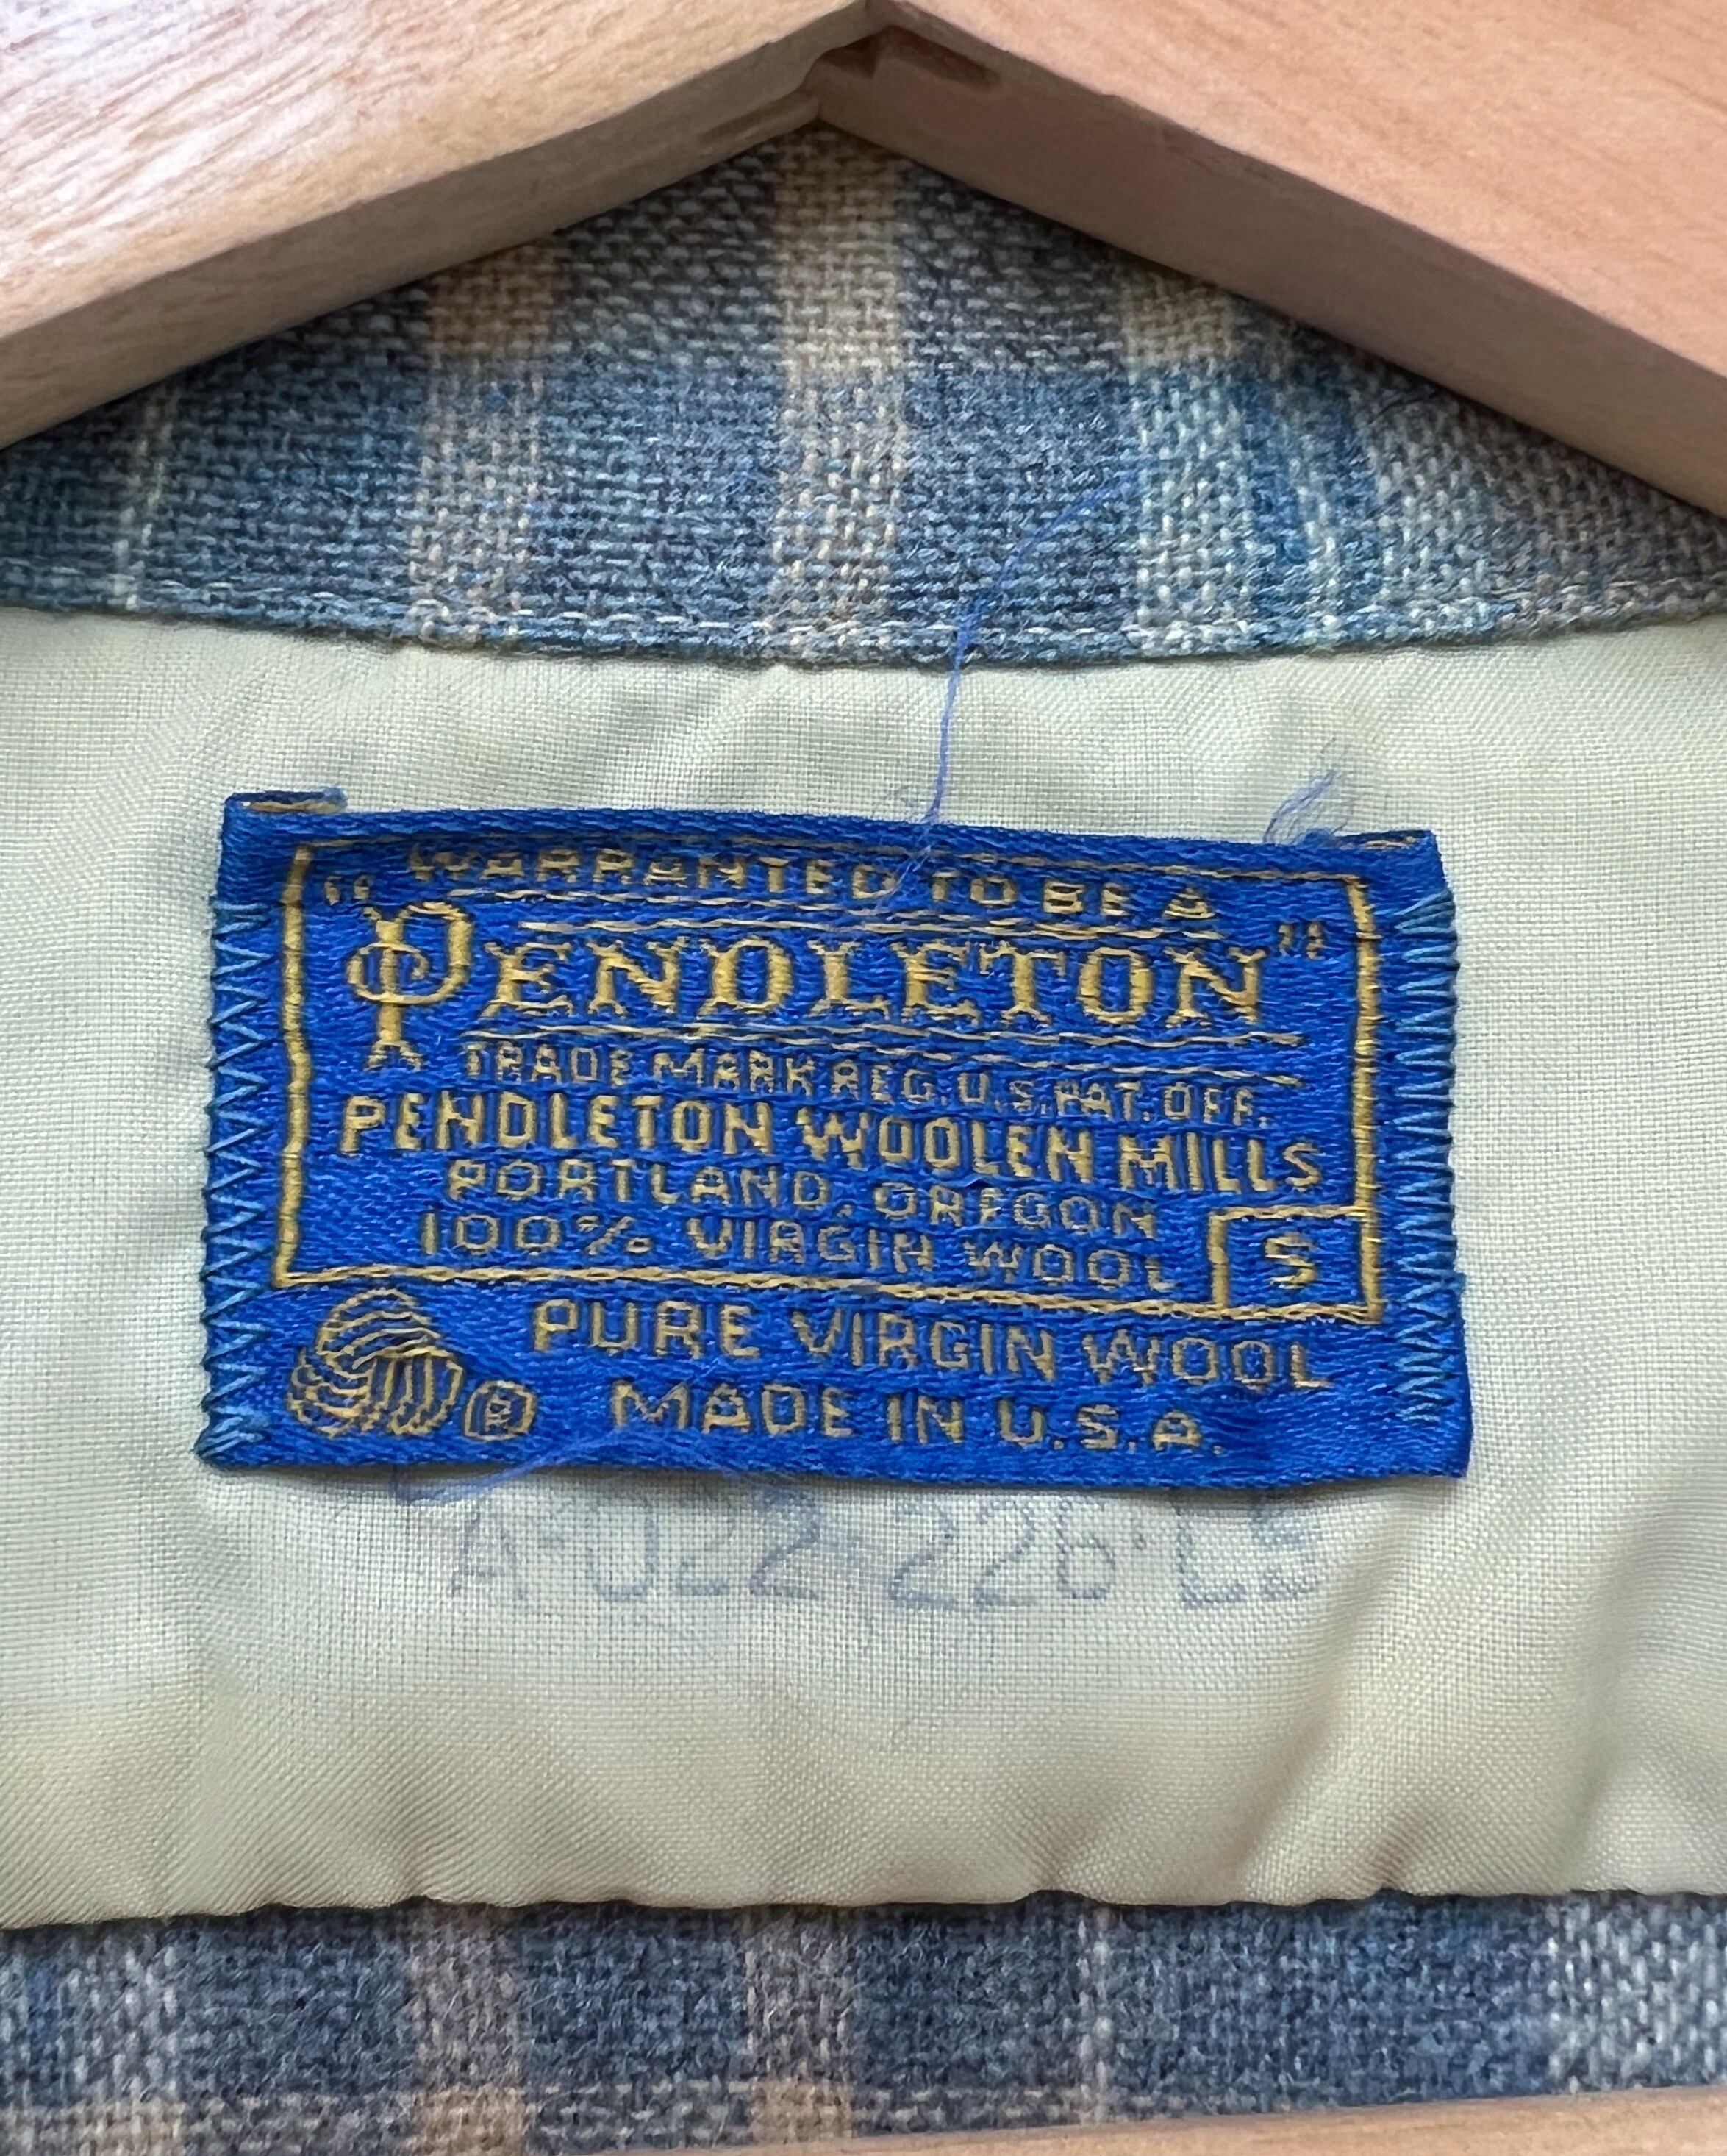 WARRANTED TO BE A
"PENDLETON"
TRADE MARK REG. U.S. PAT. OFF.
PENDLETON WOOLEN MILLS
PORTLAND, OREGON
100% VIRGIN WOOL
S
PURE VIRGIN WOOL
®
MADE IN U.S.A.